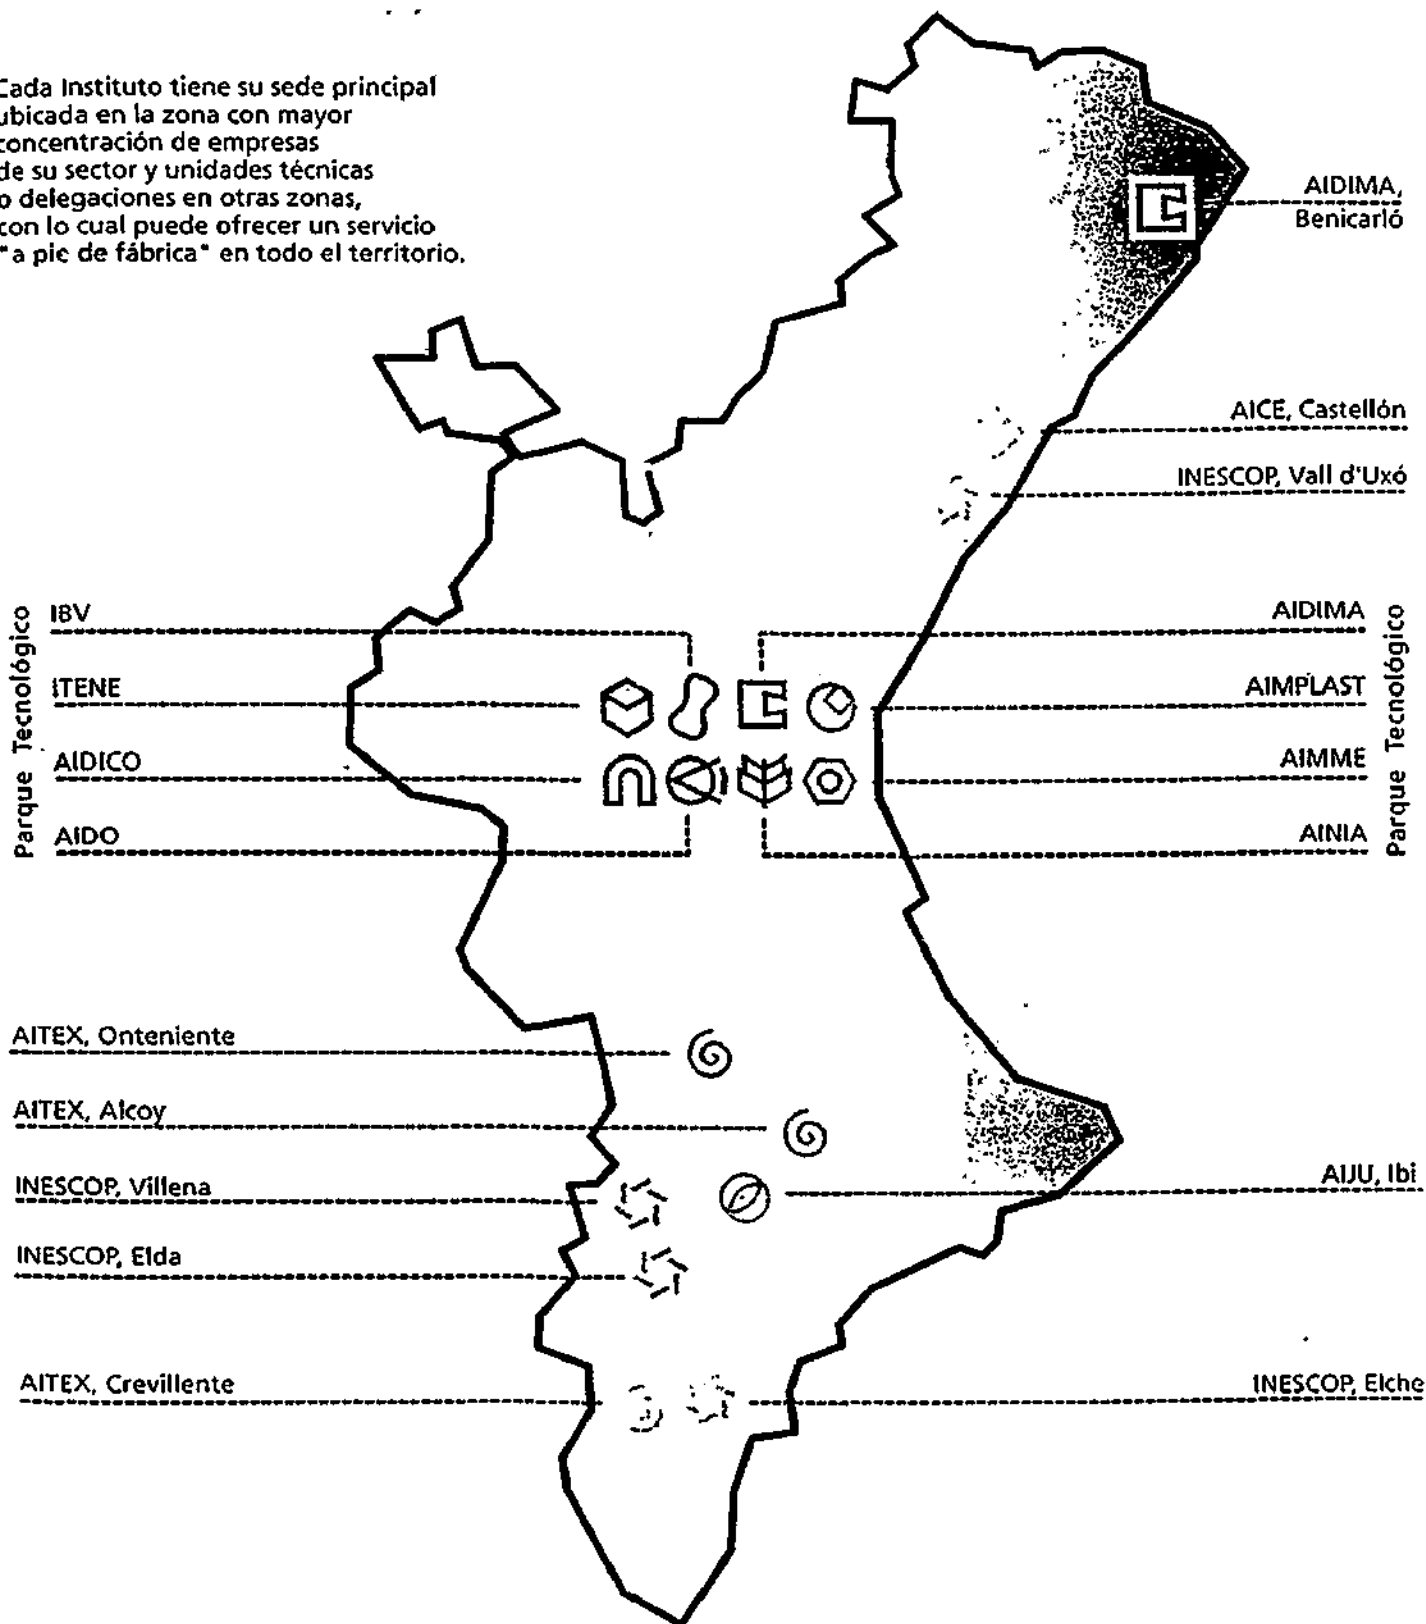 Cada Instituto tiene su sede principal
ubicada en la zona con mayor
concentración de empresas
de su sector y unidades técnicas
o delegaciones en otras zonas,
con lo cual puede ofrecer un servicio
"a pie de fábrica" en todo el territorio.
AIDIMA,
Benicarló
AICE, Castellón
INESCOP, Vall d'Uxó
Parque Tecnológico
IBV
ITENE
AIDICO
AIDO
AIDIMA
AIMPLAST
AIMME
AINIA
Parque Tecnológico
AITEX, Onteniente
AITEX, Alcoy
INESCOP, Villena
INESCOP, Elda
AITEX, Crevillente
AIJU, Ibi
INESCOP, Elche